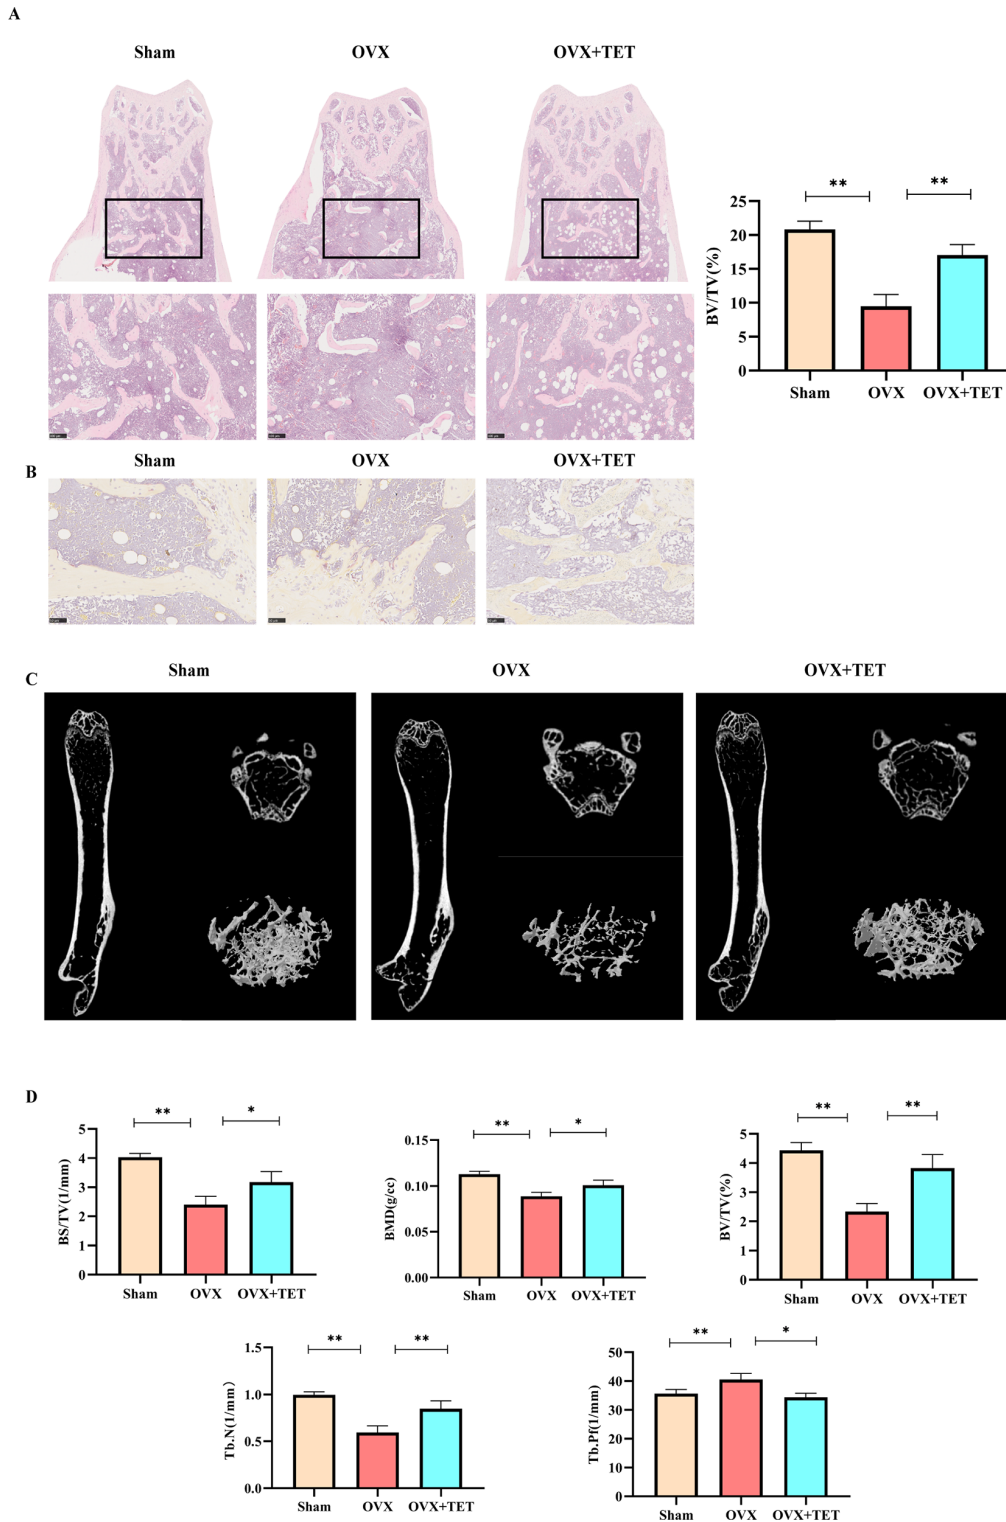 A
Sham OVX OVX+TET
** **
BV/TV(%)
25
20
15
10
5
0
Sham OVX OVX+TET
B
Sham OVX OVX+TET
C
Sham OVX OVX+TET
D
** *
BS/TV(1/mm)
5
4
3
2
1
0
Sham OVX OVX+TET
** *
BMD(g/cc)
0.15
0.10
0.05
0.00
Sham OVX OVX+TET
** **
BV/TV(%)
5
4
3
2
1
0
Sham OVX OVX+TET
** **
Tb.N(1/mm)
1.5
1.0
0.5
0.0
Sham OVX OVX+TET
** *
Tb.Pf(1/mm)
50
40
30
20
10
0
Sham OVX OVX+TET